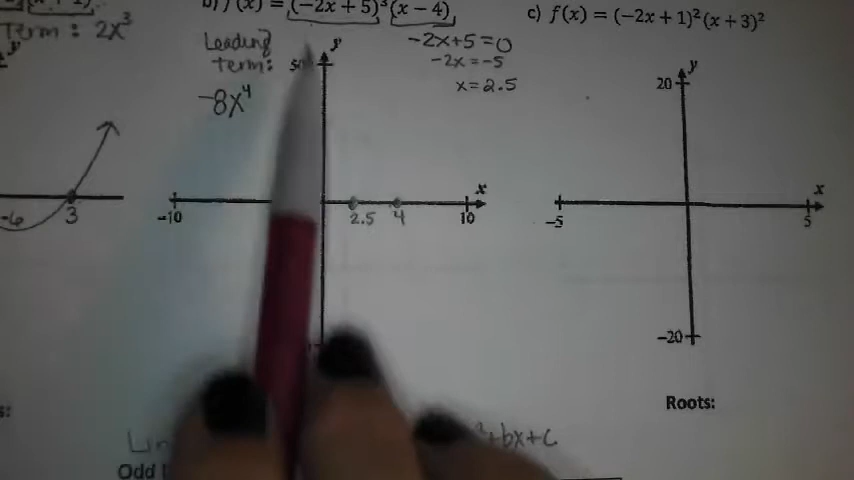 b) f(x) = (−2x + 5)³(x − 4)
c) f(x) = (−2x + 1)²(x + 3)²
Term: 2x³
Leading
term:
−8x⁴
−2x+5=0
−2x=−5
x=2.5
y
y
20
x
x
−6
3
−10
2.5
4
10
−5
5
−20
Roots:
+bx+c
Odd